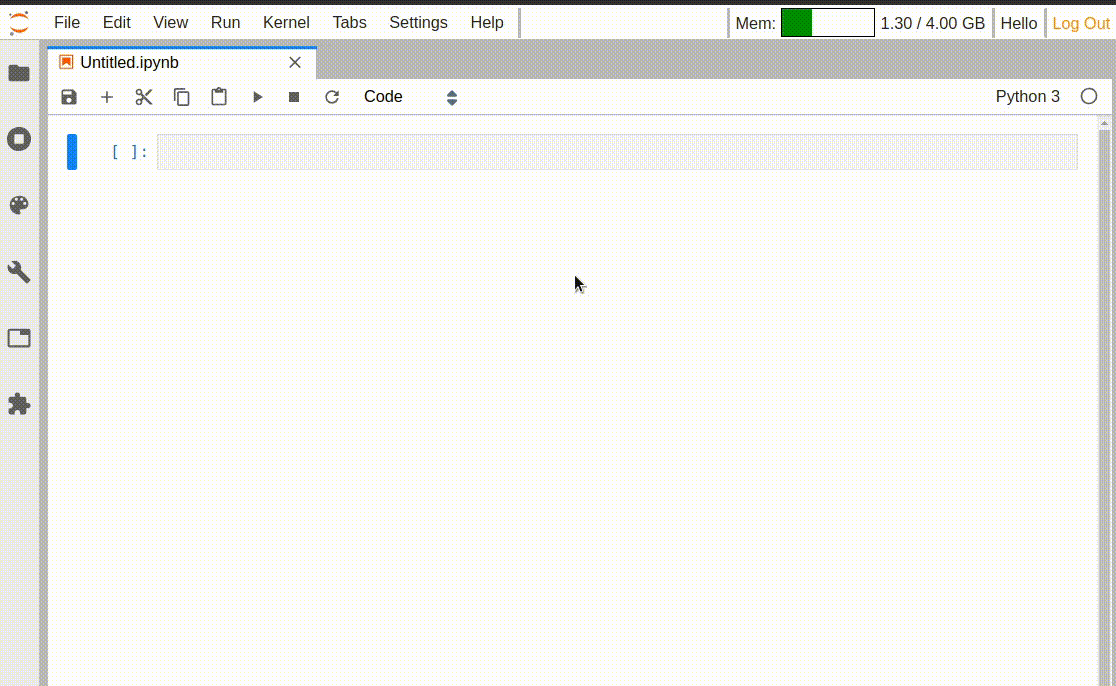 File Edit View Run Kernel Tabs Settings Help Mem: 1.30 / 4.00 GB Hello Log Out
Untitled.ipynb
Code Python 3
[ ]: